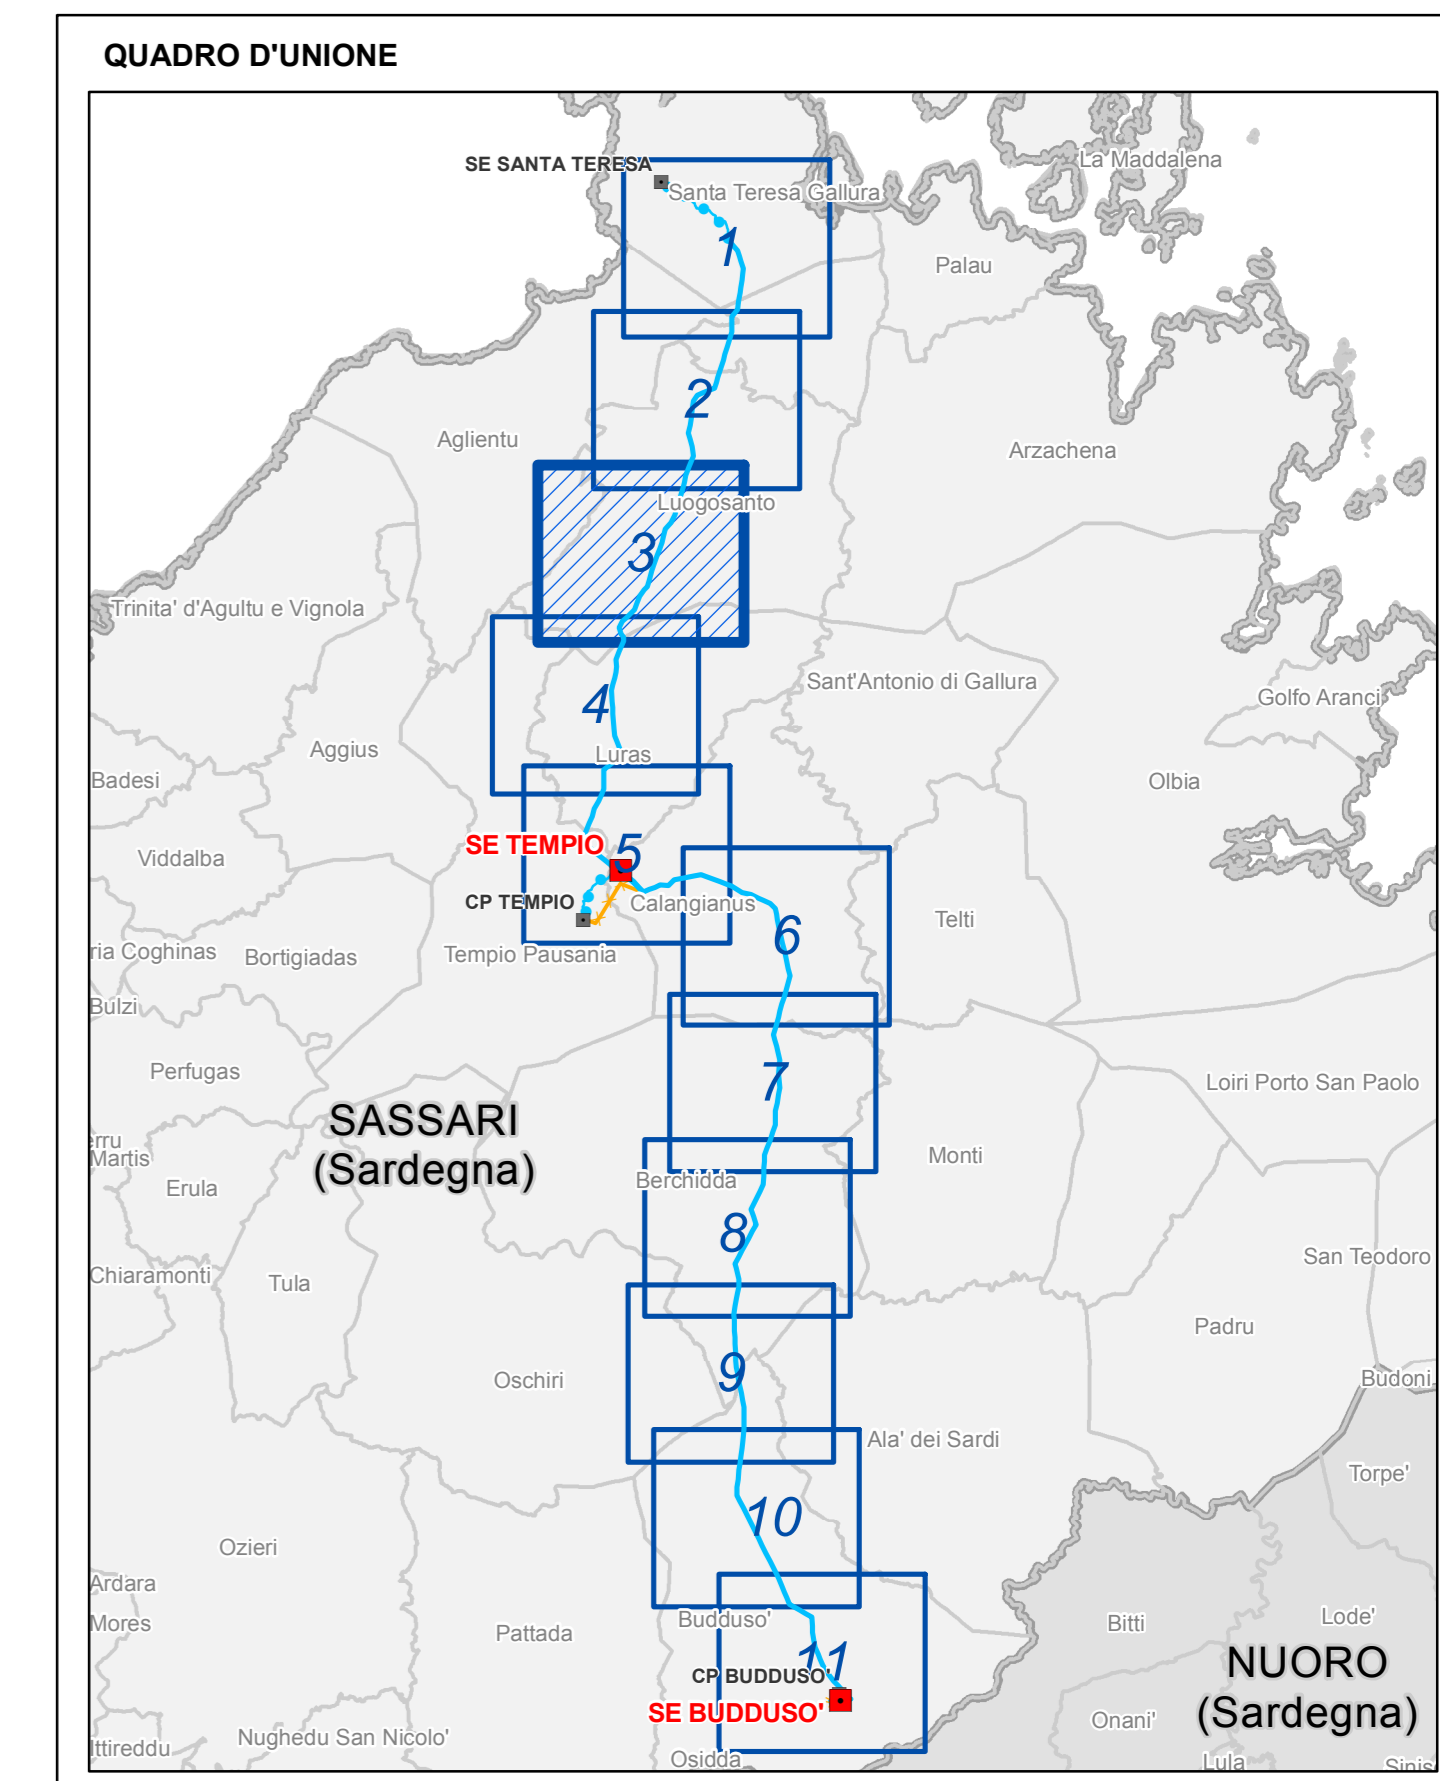 QUADRO D'UNIONE
SE SANTA TERESA
La Maddalena
Santa Teresa Gallura
1
Palau
2
Aglientu
Arzachena
Luogosanto
3
Trinita' d'Agultu e Vignola
Sant'Antonio di Gallura
Golfo Aranci
4
Aggius
Luras
Badesi
Olbia
SE TEMPIO
5
Viddalba
CP TEMPIO
Calangianus
Telti
6
ria Coghinas
Bortigiadas
Tempio Pausania
Bulzi
Perfugas
7
Loiri Porto San Paolo
SASSARI
(Sardegna)
erru
Martis
Monti
Erula
Berchidda
8
San Teodoro
Chiaramonti
Tula
Padru
9
Oschiri
Budoni
Ala' dei Sardi
Torpe'
10
Ozieri
Ardara
Mores
Budduso'
Bitti
Lode'
Pattada
11
CP BUDDUSO'
NUORO
(Sardegna)
SE BUDDUSO'
Onani'
Nughedu San Nicolo'
Ittireddu
Osidda
Lula
Sinis